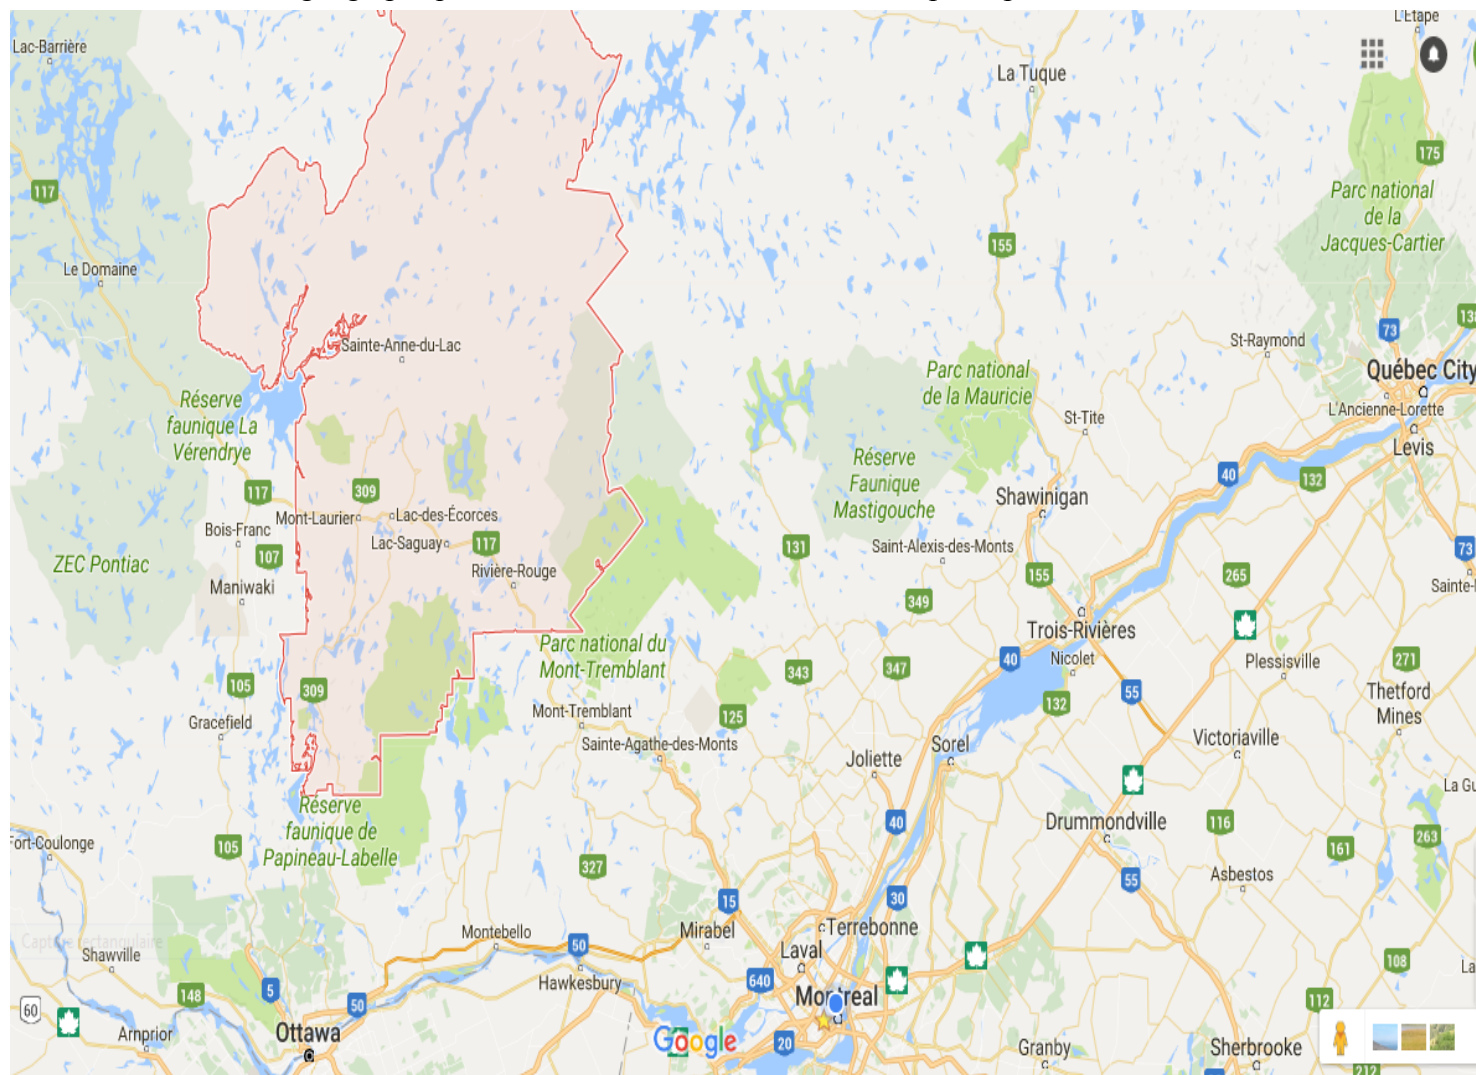 L'Étape
Lac-Barrière
La Tuque
175
117
155
Parc national
de la
Jacques-Cartier
155
Le Domaine
138
73
St-Raymond
Sainte-Anne-du-Lac
Québec City
Parc national
de la Mauricie
Réserve
faunique La
Vérendrye
L'Ancienne-Lorette
St-Tite
Levis
Réserve
Faunique
Mastigouche
40
132
117
309
Shawinigan
Mont-Laurier
Lac-des-Écorces
Bois-Franc
Lac-Saguay
117
131
Saint-Alexis-des-Monts
73
107
ZEC Pontiac
Rivière-Rouge
155
265
Maniwaki
349
Trois-Rivières
Parc national du
Mont-Tremblant
40
Nicolet
Plessisville
271
343
347
105
309
55
132
Thetford
Mines
Gracefield
Mont-Tremblant
125
Sainte-Agathe-des-Monts
Sorel
Victoriaville
Joliette
Réserve
faunique de
Papineau-Labelle
40
Drummondville
116
263
105
161
327
Asbestos
55
15
30
Montebello
Mirabel
Terrebonne
Capture rectangulaire
50
Laval
Shawville
108
Hawkesbury
640
5
148
50
Montreal
112
60
Ottawa
Arnprior
Google
20
Granby
Sherbrooke
212